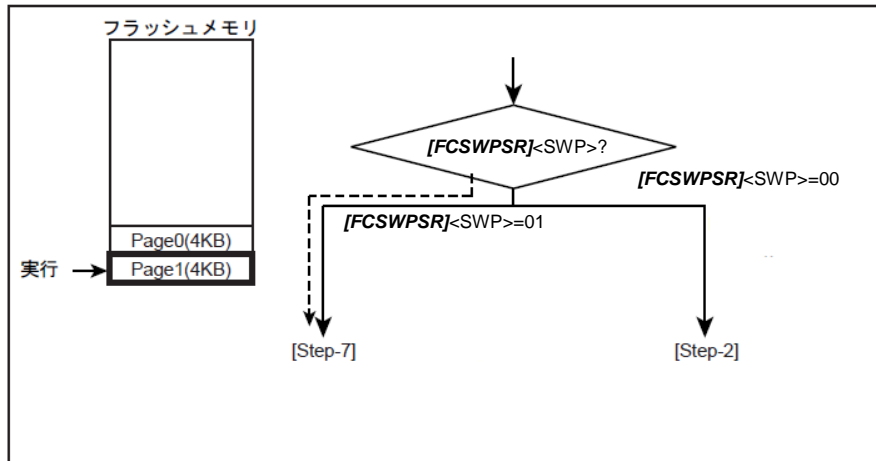 フラッシュメモリ
[FCSWPSR]<SWP>?
[FCSWPSR]<SWP>=00
[FCSWPSR]<SWP>=01
Page0(4KB)
実行
Page1(4KB)
[Step-7]
[Step-2]